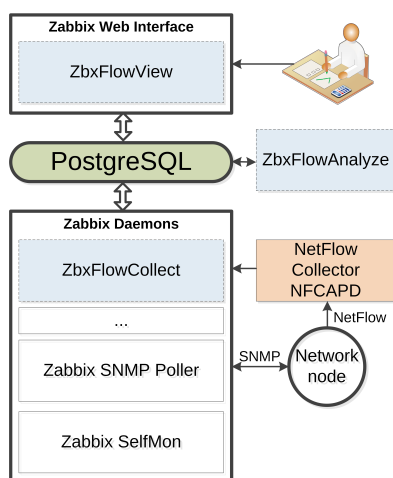 Zabbix Web Interface
ZbxFlowView
PostgreSQL
ZbxFlowAnalyze
Zabbix Daemons
ZbxFlowCollect
NetFlow
Collector
NFCAPD
...
NetFlow
Zabbix SNMP Poller
SNMP
Network
node
Zabbix SelfMon